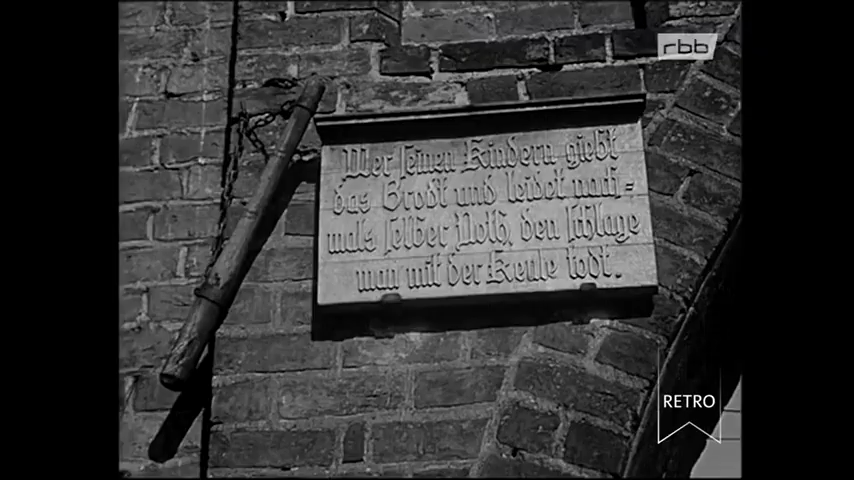 rbb
Wer seinen Kindern giebt
das Brodt und leidet nach=
mals selber Noth, den schlage
man mit der Keule todt.
RETRO